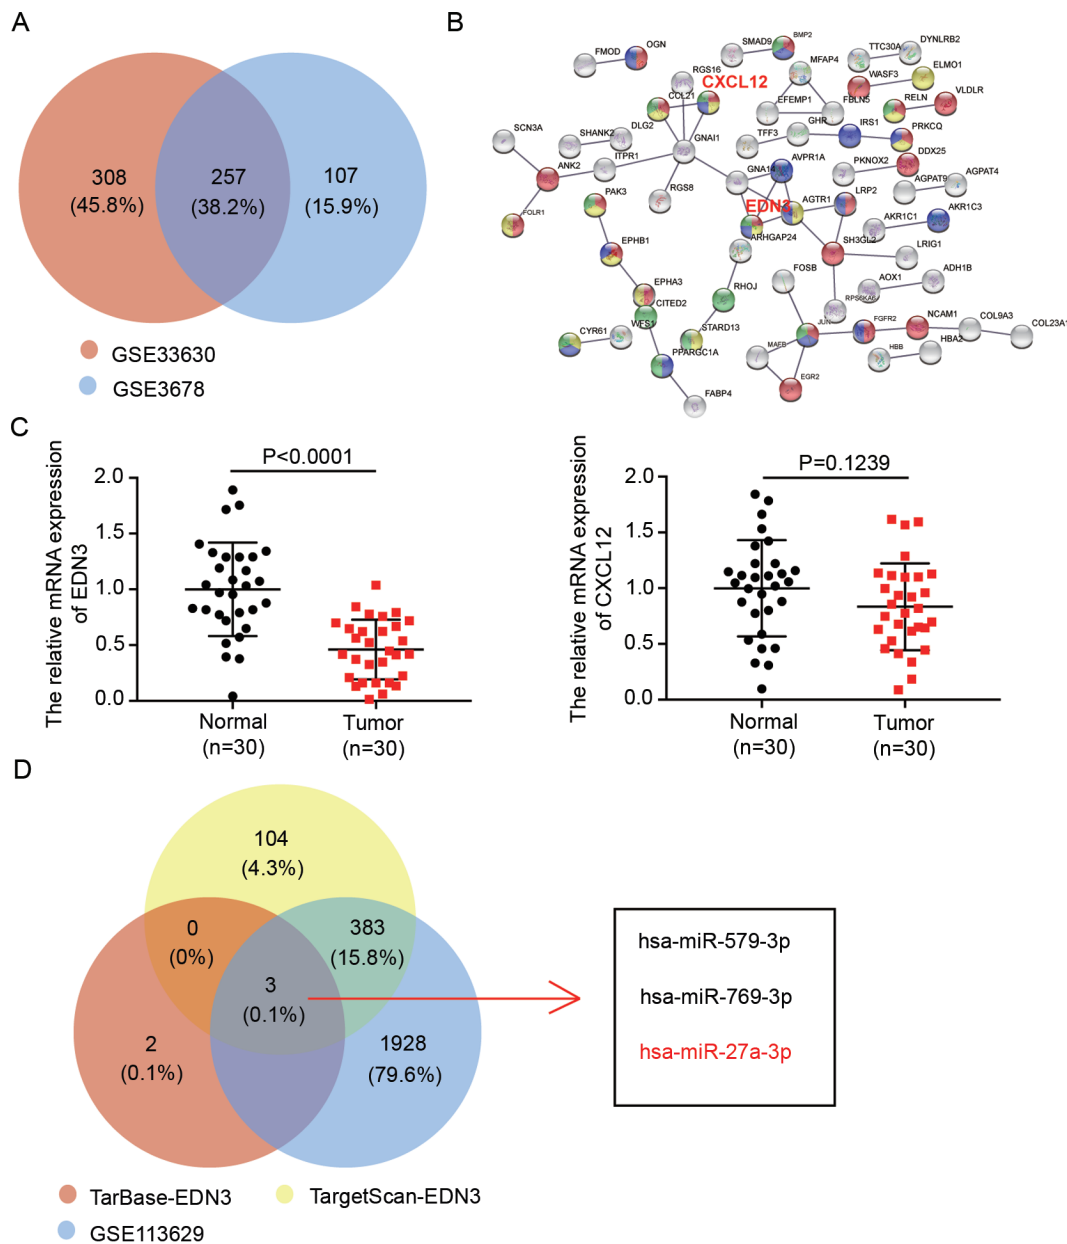 A
308
(45.8%)
257
(38.2%)
107
(15.9%)
GSE33630
GSE3678
B
FMOD
OGN
SMAD9
BMP2
TTC30A
DYNLRB2
RGS16
CXCL12
MFAP4
WASF3
ELMO1
COL21
EFEMP1
FBLN5
RELN
VLDLR
SCN3A
SHANK2
DLG2
GNAI1
TFF3
GHR
IRS1
PRKCQ
ANK2
ITPR1
GNA14
AVPR1A
PKNOX2
DDX25
AGPAT9
AGPAT4
FOLR1
PAK3
RGS8
EDN3
AGTR1
LRP2
AKR1C1
AKR1C3
EPHB1
ARHGAP24
SH3GL2
LRIG1
EPHA3
RHOJ
FOSB
RPS6KA6
AOX1
ADH1B
CITED2
CYR61
WFS1
STARD13
JUN
FGFR2
NCAM1
COL9A3
COL23A1
PPARGC1A
MAFB
HBB
HBA2
FABP4
EGR2
C
The relative mRNA expression
of EDN3
P<0.0001
2.0
1.5
1.0
0.5
0.0
Normal
(n=30)
Tumor
(n=30)
The relative mRNA expression
of CXCL12
P=0.1239
2.0
1.5
1.0
0.5
0.0
Normal
(n=30)
Tumor
(n=30)
D
104
(4.3%)
0
(0%)
383
(15.8%)
3
(0.1%)
2
(0.1%)
1928
(79.6%)
hsa-miR-579-3p
hsa-miR-769-3p
hsa-miR-27a-3p
TarBase-EDN3
TargetScan-EDN3
GSE113629